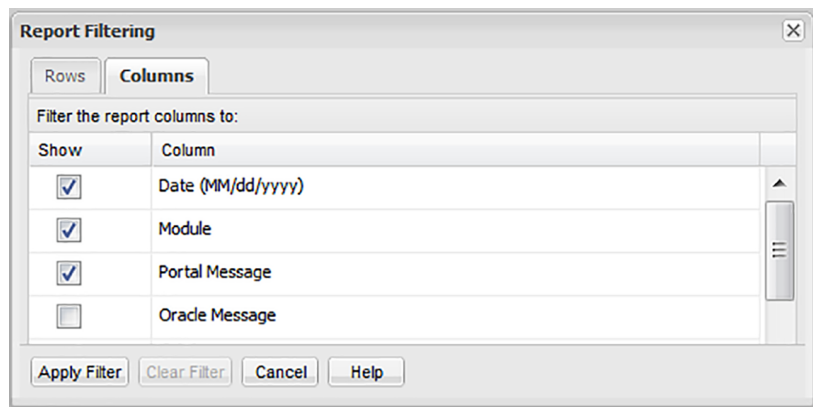 Report Filtering
Rows Columns
Filter the report columns to:
Show Column
Date (MM/dd/yyyy)
Module
Portal Message
Oracle Message
Apply Filter Clear Filter Cancel Help